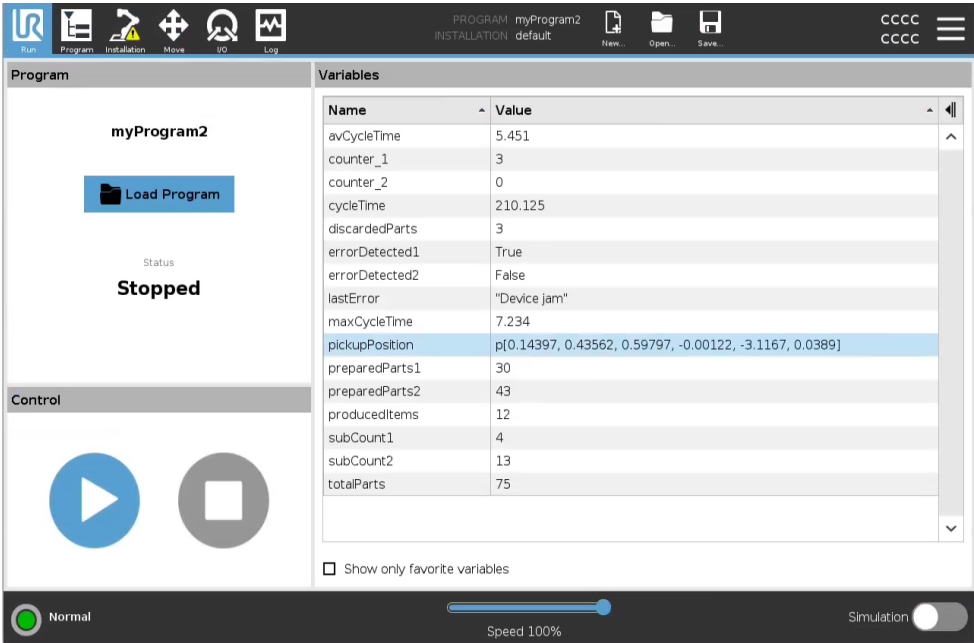 UR
Run
Program
Installation
Move
I/O
Log
PROGRAM myProgram2
INSTALLATION default
New...
Open...
Save...
CCCC
CCCC
Program
myProgram2
Load Program
Status
Stopped
Control
Variables
Name Value
avCycleTime 5.451
counter_1 3
counter_2 0
cycleTime 210.125
discardedParts 3
errorDetected1 True
errorDetected2 False
lastError "Device jam"
maxCycleTime 7.234
pickupPosition p[0.14397, 0.43562, 0.59797, -0.00122, -3.1167, 0.0389]
preparedParts1 30
preparedParts2 43
producedItems 12
subCount1 4
subCount2 13
totalParts 75
Show only favorite variables
Normal
Speed 100%
Simulation